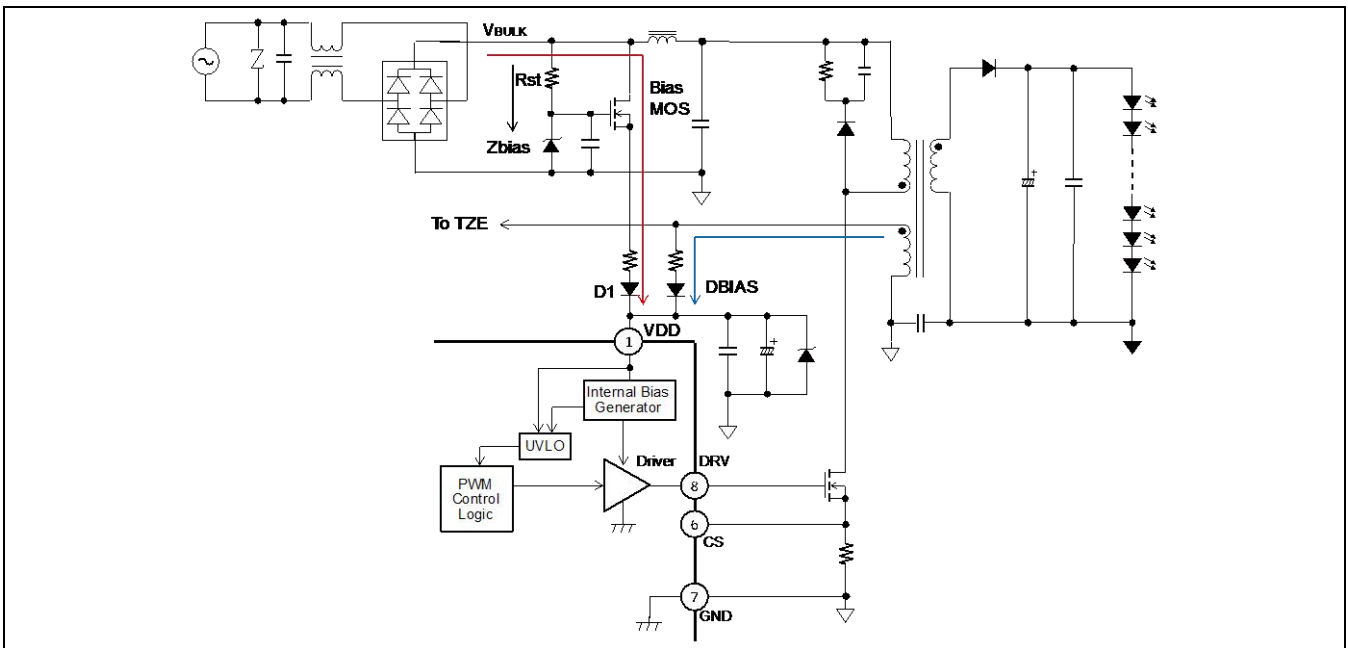 VBULK
Rst
Bias
MOS
Zbias
To TZE
D1
DBIAS
VDD
1
Internal Bias
Generator
UVLO
Driver
DRV
PWM
Control
Logic
8
6
CS
7
GND
+
+